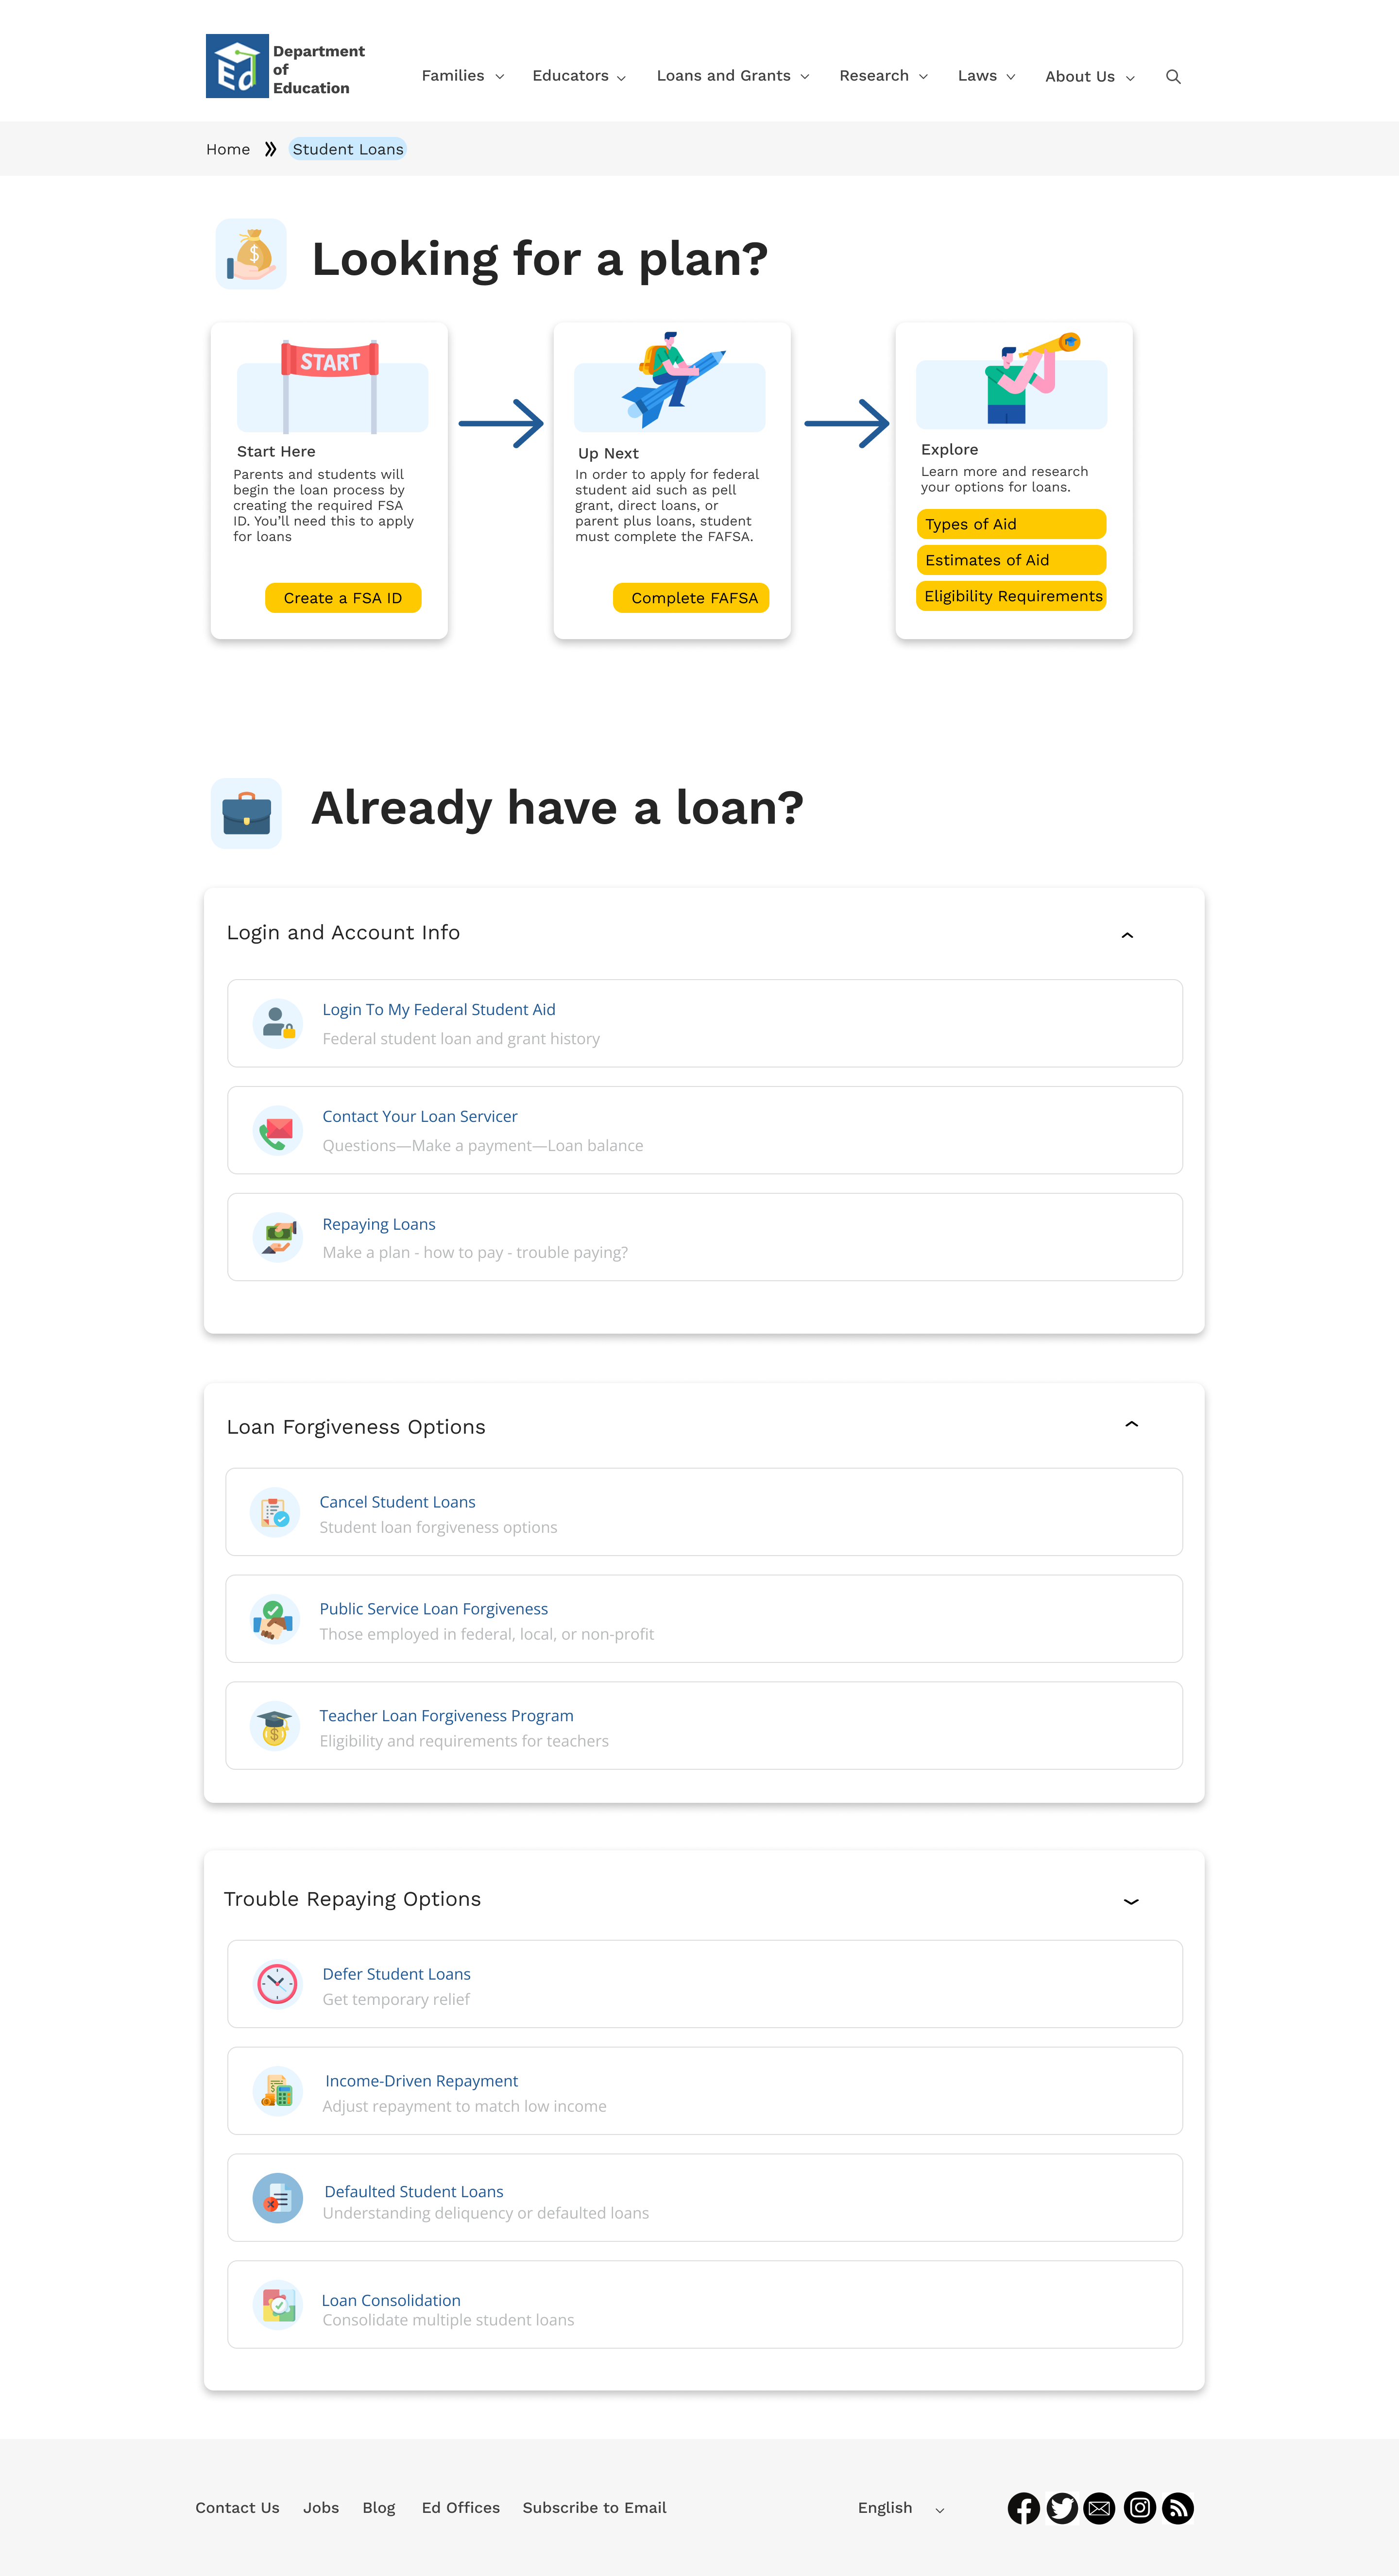 Department
of
Education
Families
Educators
Loans and Grants
Research
Laws
About Us
Home
Student Loans
Looking for a plan?
START
Start Here
Parents and students will
begin the loan process by
creating the required FSA
ID. You’ll need this to apply
for loans
Create a FSA ID
Up Next
In order to apply for federal
student aid such as pell
grant, direct loans, or
parent plus loans, student
must complete the FAFSA.
Complete FAFSA
Explore
Learn more and research
your options for loans.
Types of Aid
Estimates of Aid
Eligibility Requirements
Already have a loan?
Login and Account Info
Login To My Federal Student Aid
Federal student loan and grant history
Contact Your Loan Servicer
Questions—Make a payment—Loan balance
Repaying Loans
Make a plan - how to pay - trouble paying?
Loan Forgiveness Options
Cancel Student Loans
Student loan forgiveness options
Public Service Loan Forgiveness
Those employed in federal, local, or non-profit
Teacher Loan Forgiveness Program
Eligibility and requirements for teachers
Trouble Repaying Options
Defer Student Loans
Get temporary relief
Income-Driven Repayment
Adjust repayment to match low income
Defaulted Student Loans
Understanding deliquency or defaulted loans
Loan Consolidation
Consolidate multiple student loans
Contact Us
Jobs
Blog
Ed Offices
Subscribe to Email
English